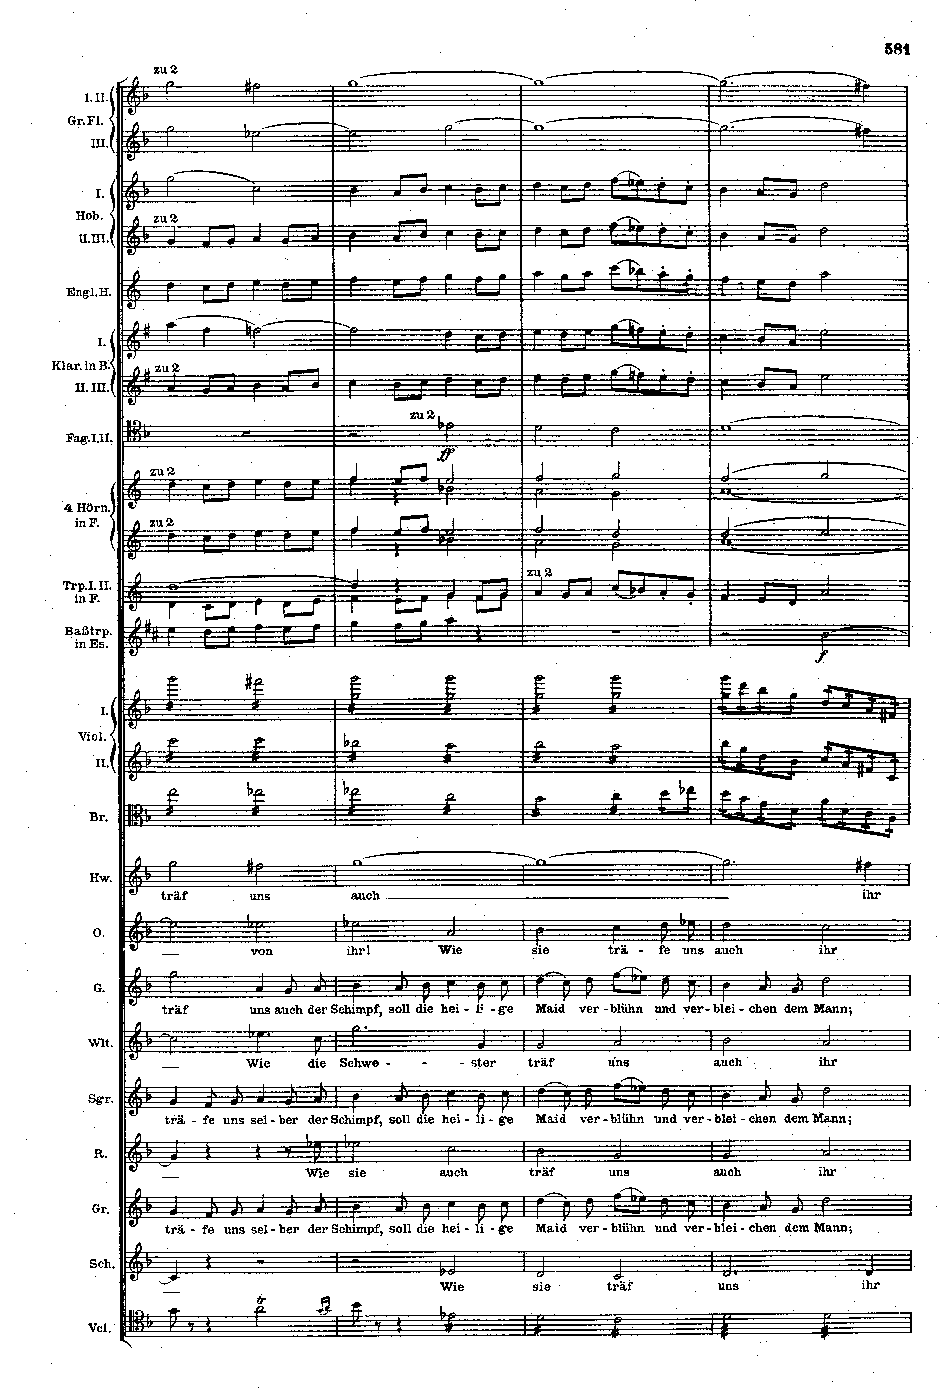 581
zu 2
I. II.
Gr. Fl.
III.
I.
Hob.
zu 2
II. III.
Engl. H.
I.
Klar. in B.
zu 2
II. III.
zu 2
Fag. I. II.
ff
zu 2
4 Hörn.
in F.
zu 2
zu 2
Trp. I. II.
in F.
Baßtrp.
in Es.
f
I.
Viol.
II.
Br.
Hw.
träf uns auch ihr
O.
von ihr! Wie sie trä - fe uns auch ihr
G.
träf uns auch der Schimpf, soll die hei - li - ge Maid ver - blühn und ver - blei - chen dem Mann;
Wlt.
Wie die Schwe - - - ster träf uns auch ihr
Sgr.
trä - fe uns sel - ber der Schimpf, soll die hei - li - ge Maid ver - blühn und ver - blei - chen dem Mann;
R.
Wie sie auch träf uns auch ihr
Gr.
trä - fe uns sel - ber der Schimpf, soll die hei - li - ge Maid ver - blühn und ver - blei - chen dem Mann;
Sch.
Wie sie träf uns ihr
Vcl.